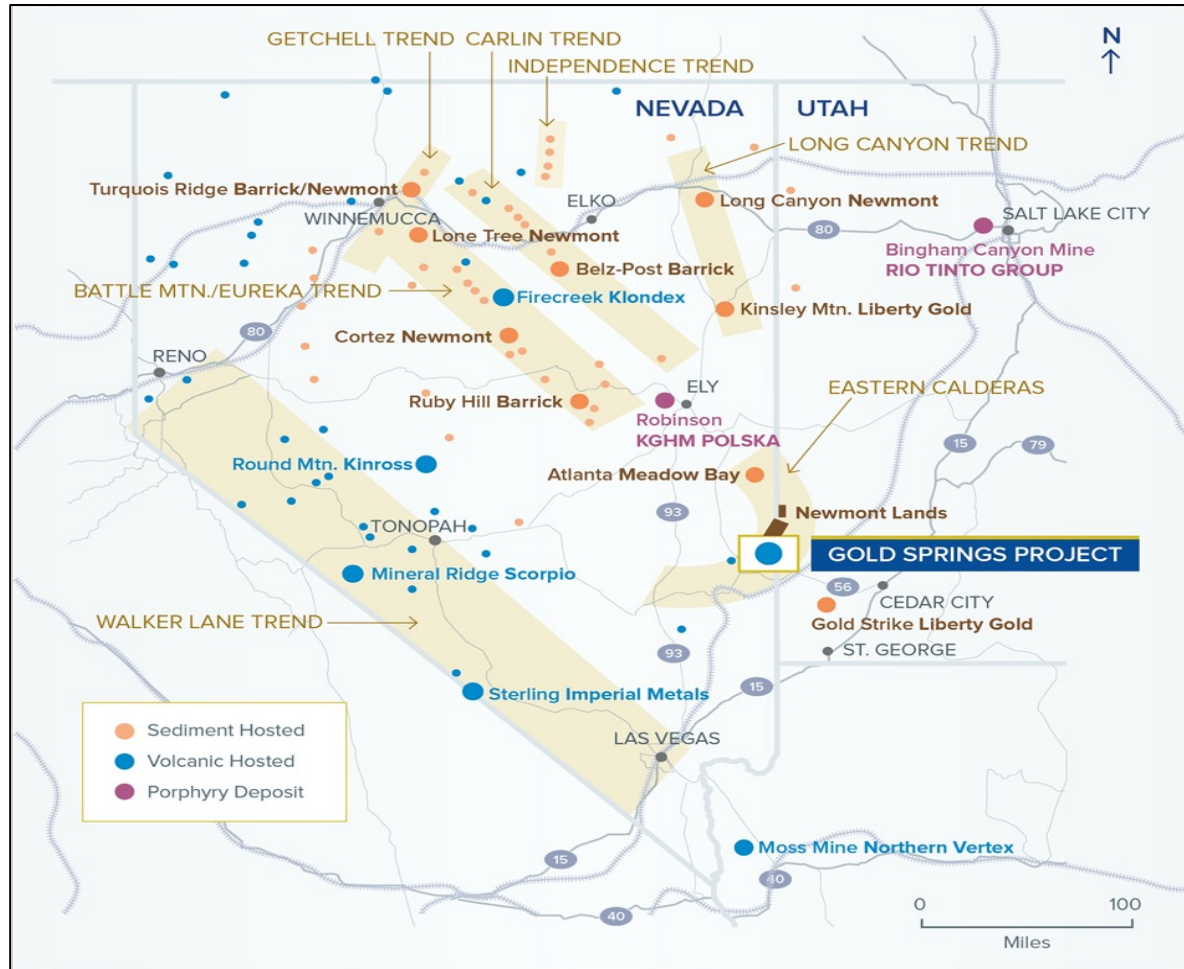 GETCHELL TREND
CARLIN TREND
INDEPENDENCE TREND
N
NEVADA
UTAH
LONG CANYON TREND
Turquois Ridge Barrick/Newmont
WINNEMUCCA
ELKO
Long Canyon Newmont
SALT LAKE CITY
80
Lone Tree Newmont
Bingham Canyon Mine
RIO TINTO GROUP
Belz-Post Barrick
BATTLE MTN./EUREKA TREND
Firecreek Klondex
Kinsley Mtn. Liberty Gold
80
Cortez Newmont
RENO
ELY
EASTERN CALDERAS
Ruby Hill Barrick
Robinson
KGHM POLSKA
15
79
Round Mtn. Kinross
Atlanta Meadow Bay
93
Newmont Lands
TONOPAH
GOLD SPRINGS PROJECT
Mineral Ridge Scorpio
56
CEDAR CITY
WALKER LANE TREND
Gold Strike Liberty Gold
93
ST. GEORGE
15
Sterling Imperial Metals
Sediment Hosted
Volcanic Hosted
Porphyry Deposit
LAS VEGAS
Moss Mine Northern Vertex
15
40
40
0
100
Miles